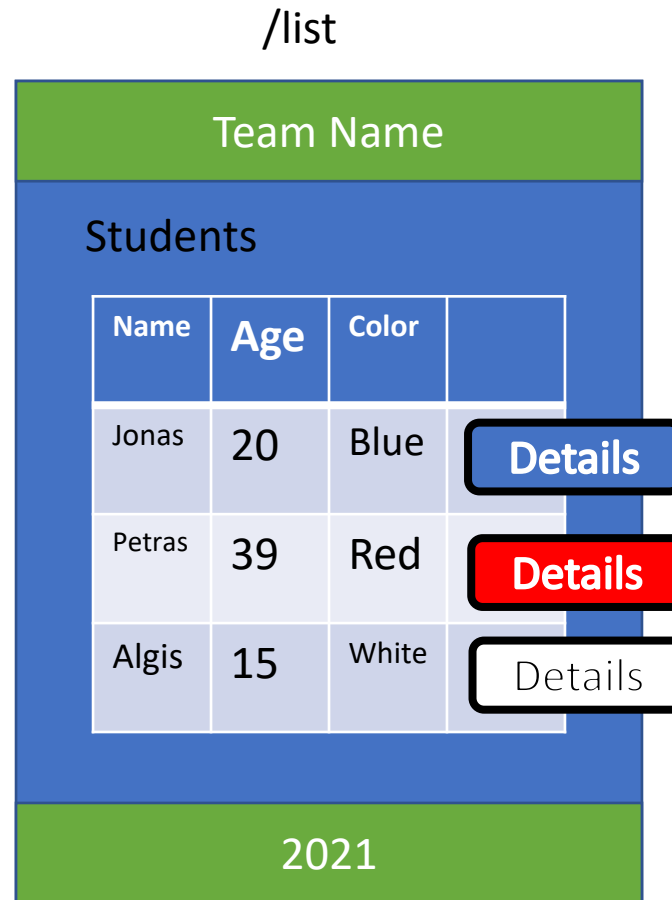 /list
Team Name
Students
Name Age Color
Jonas 20 Blue Details
Petras 39 Red Details
Algis 15 White Details
2021